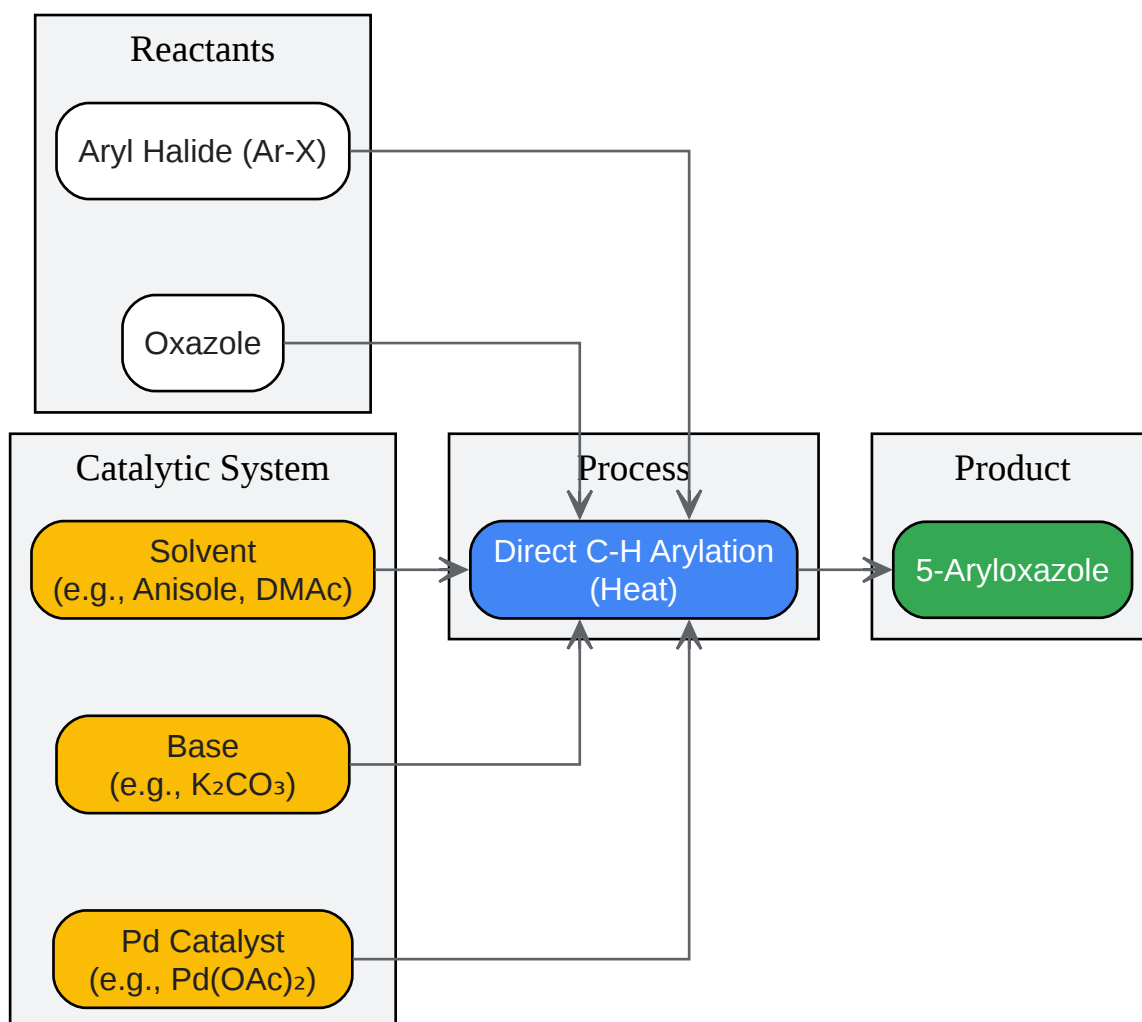 Reactants
Aryl Halide (Ar-X)
Oxazole
Catalytic System
Solvent
(e.g., Anisole, DMAc)
Base
(e.g., K₂CO₃)
Pd Catalyst
(e.g., Pd(OAc)₂)
Process
Direct C-H Arylation
(Heat)
Product
5-Aryloxazole